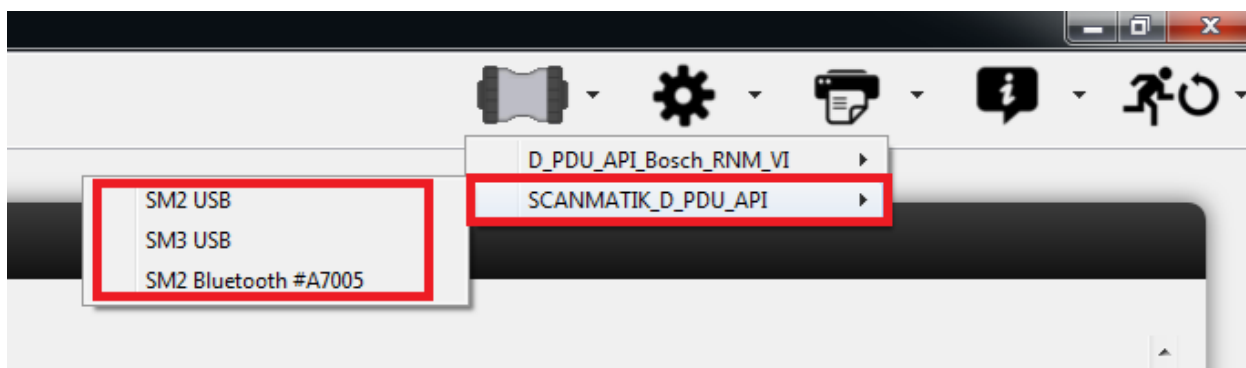 D_PDU_API_Bosch_RNM_VI
SCANMATIK_D_PDU_API
SM2 USB
SM3 USB
SM2 Bluetooth #A7005